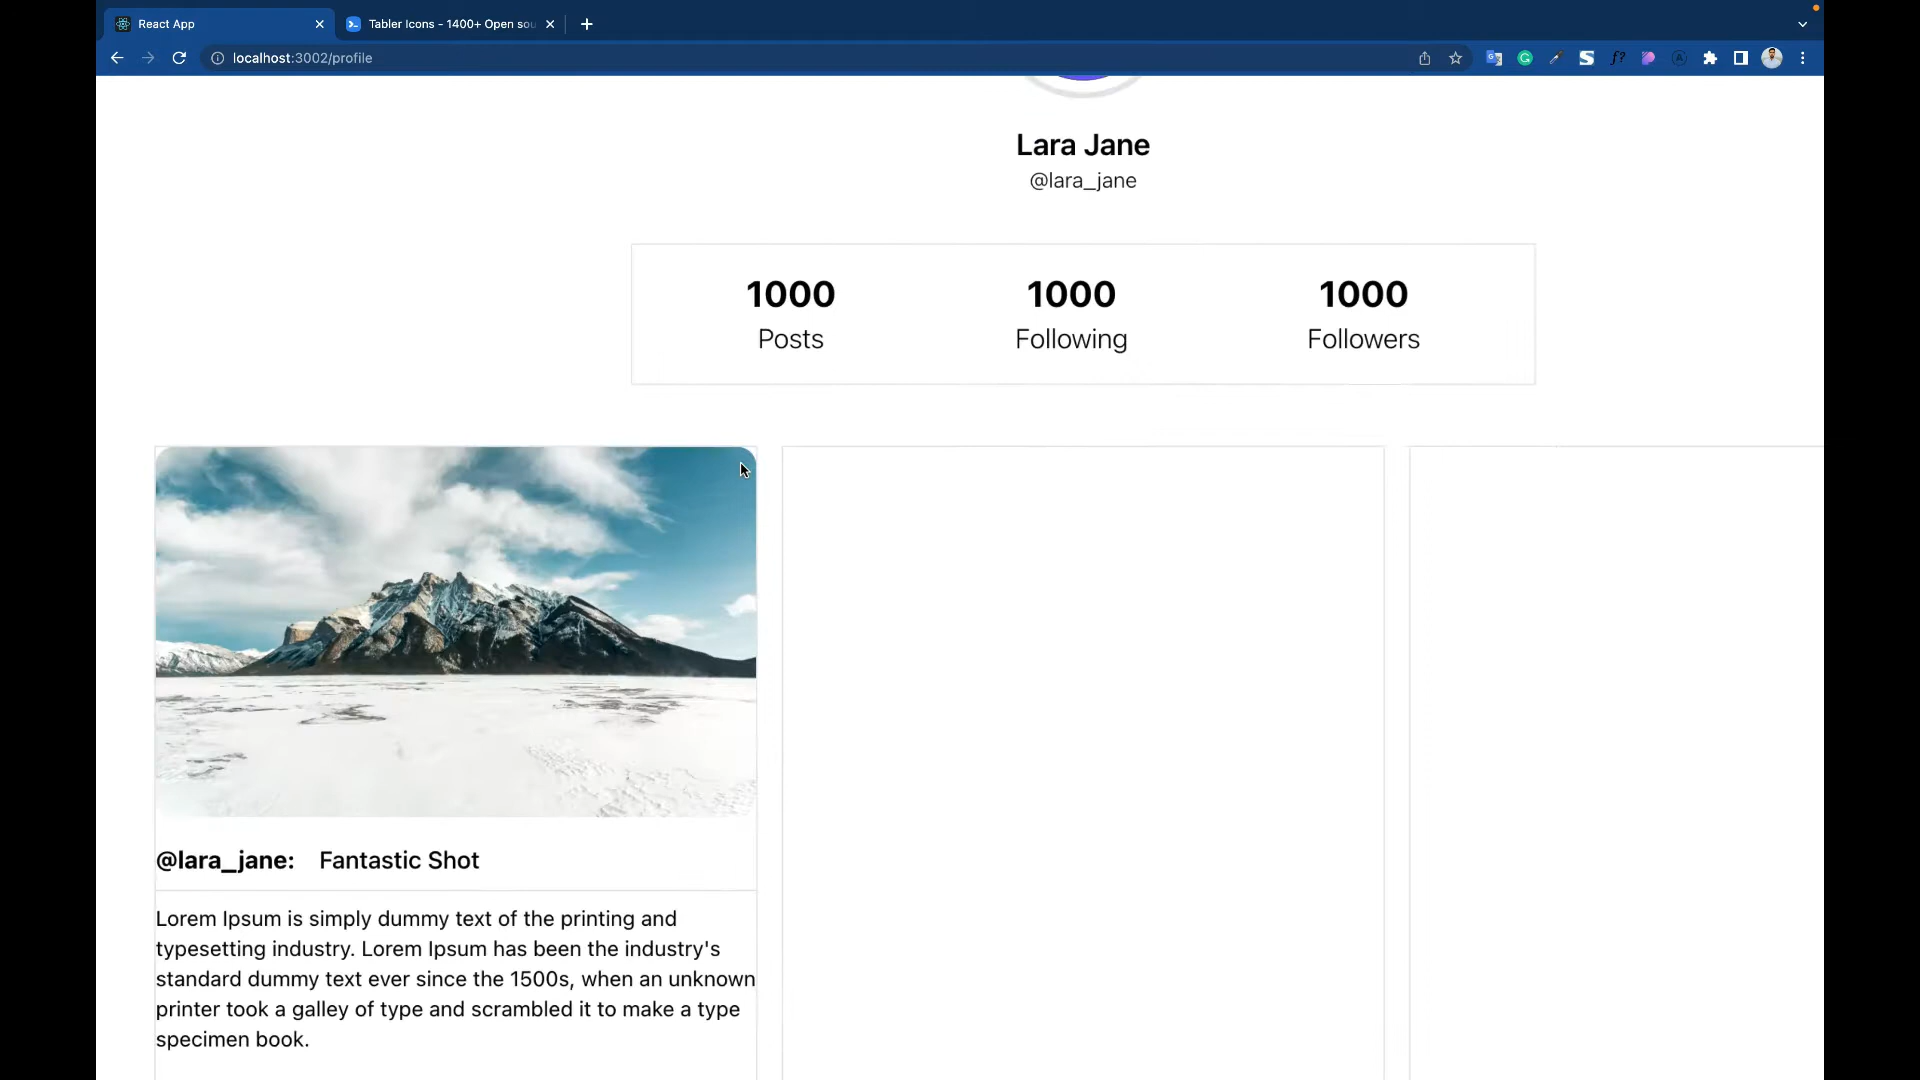 React App
Tabler Icons - 1400+ Open sou
localhost:3002/profile
Lara Jane
@lara_jane
1000
Posts
1000
Following
1000
Followers
@lara_jane: Fantastic Shot
Lorem Ipsum is simply dummy text of the printing and
typesetting industry. Lorem Ipsum has been the industry's
standard dummy text ever since the 1500s, when an unknown
printer took a galley of type and scrambled it to make a type
specimen book.